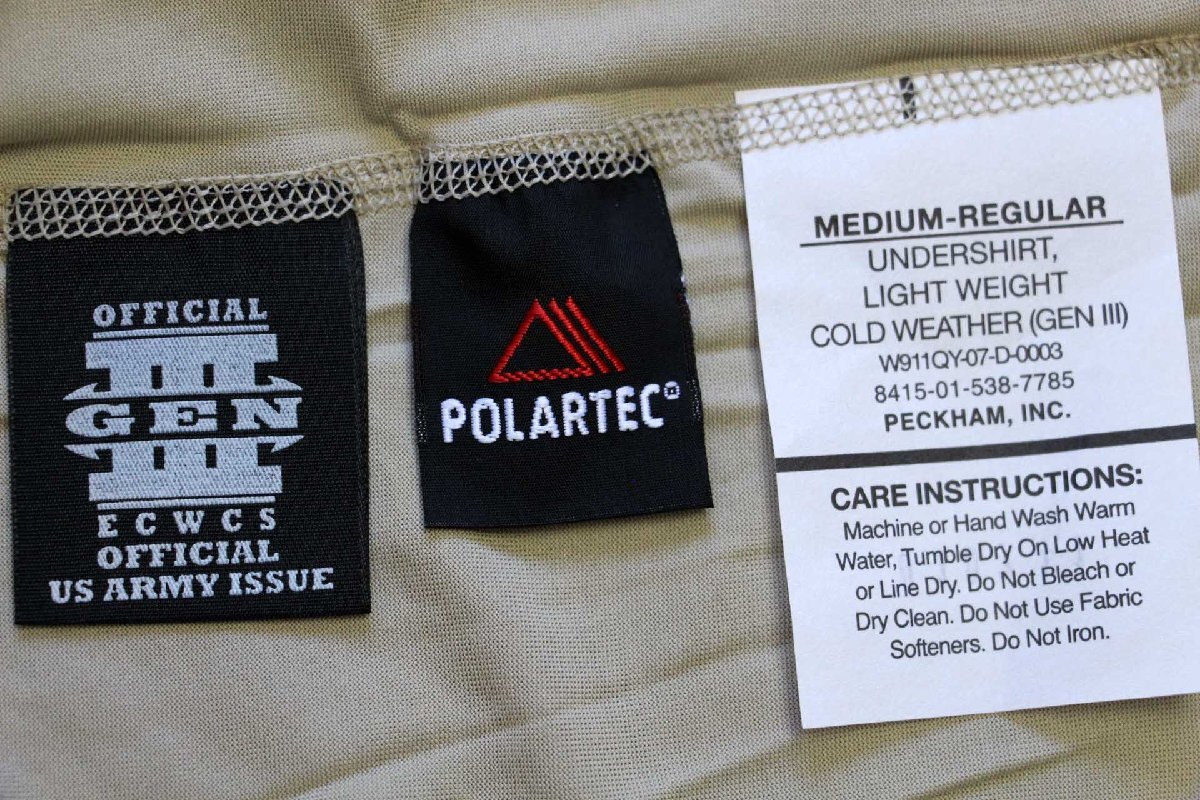 OFFICIAL
III
GEN
III
ECWCS
OFFICIAL
US ARMY ISSUE
POLARTEC®
MEDIUM-REGULAR
UNDERSHIRT,
LIGHT WEIGHT
COLD WEATHER (GEN III)
W911QY-07-D-0003
8415-01-538-7785
PECKHAM, INC.
CARE INSTRUCTIONS:
Machine or Hand Wash Warm
Water, Tumble Dry On Low Heat
or Line Dry. Do Not Bleach or
Dry Clean. Do Not Use Fabric
Softeners. Do Not Iron.